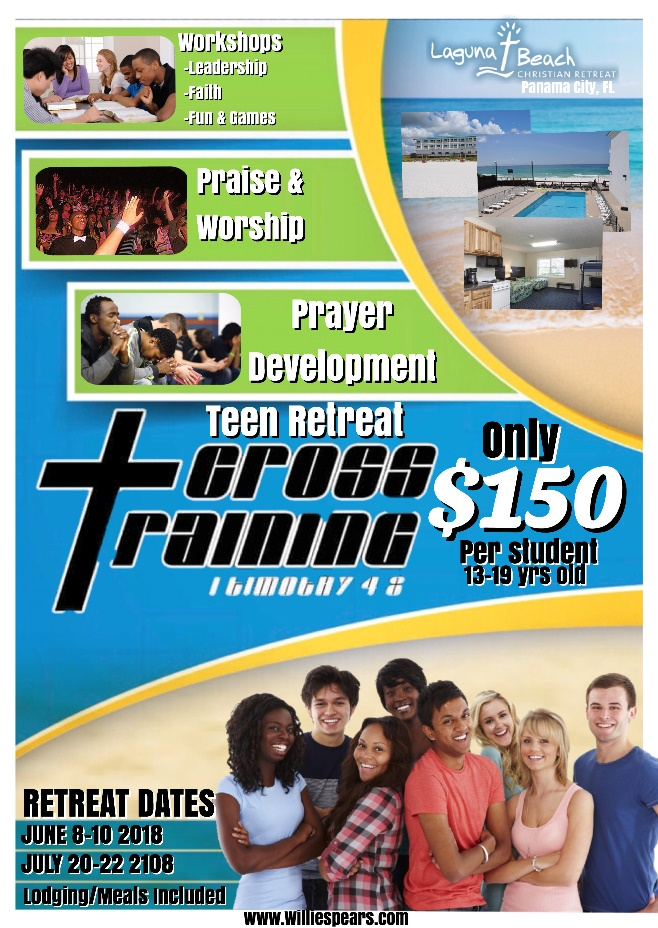 Workshops
-Leadership
-Faith
-Fun & Games
Laguna Beach
CHRISTIAN RETREAT
Panama City, FL
Praise &
Worship
Prayer
Development
Teen Retreat
Cross
Training
1 Timothy 4 8
Only
$150
Per student
13-19 yrs old
RETREAT DATES
JUNE 8-10 2018
JULY 20-22 2108
Lodging/Meals Included
www.williespears.com